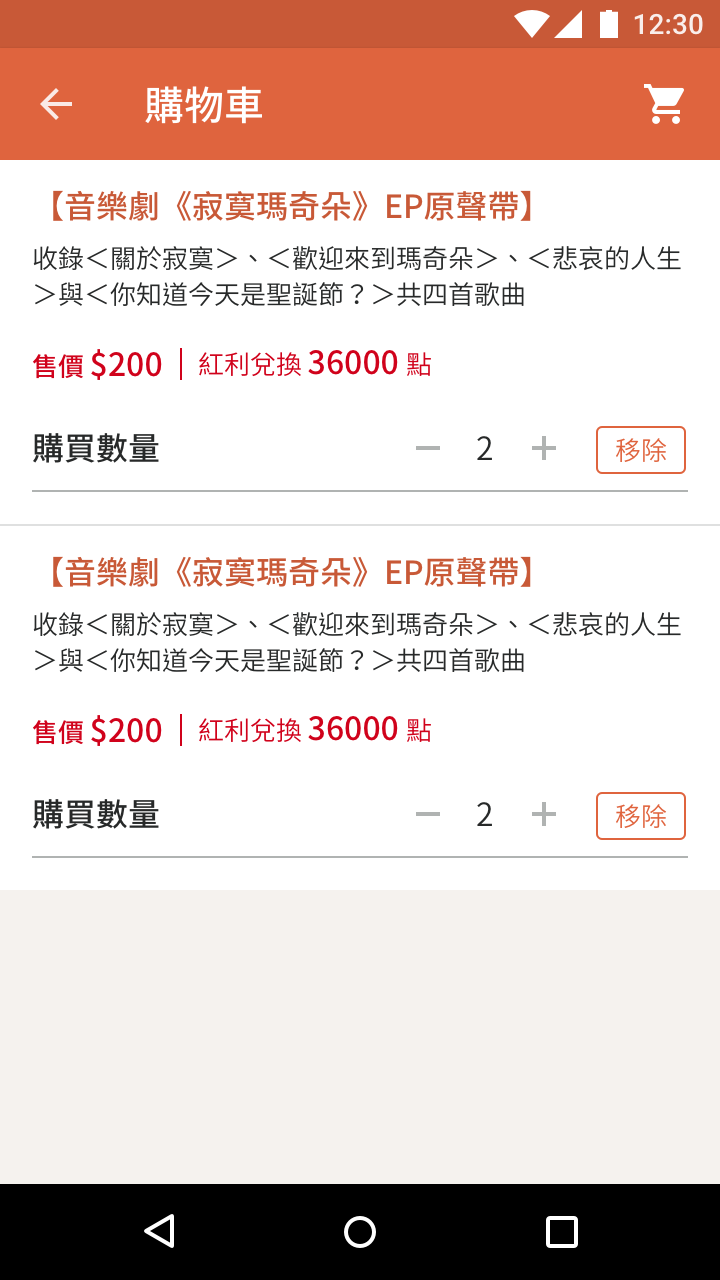 12:30
購物車
【音樂劇《寂寞瑪奇朵》EP原聲帶】
收錄＜關於寂寞＞、＜歡迎來到瑪奇朵＞、＜悲哀的人生
＞與＜你知道今天是聖誕節？＞共四首歌曲
售價 $200 | 紅利兌換 36000 點
購買數量 2 移除
【音樂劇《寂寞瑪奇朵》EP原聲帶】
收錄＜關於寂寞＞、＜歡迎來到瑪奇朵＞、＜悲哀的人生
＞與＜你知道今天是聖誕節？＞共四首歌曲
售價 $200 | 紅利兌換 36000 點
購買數量 2 移除